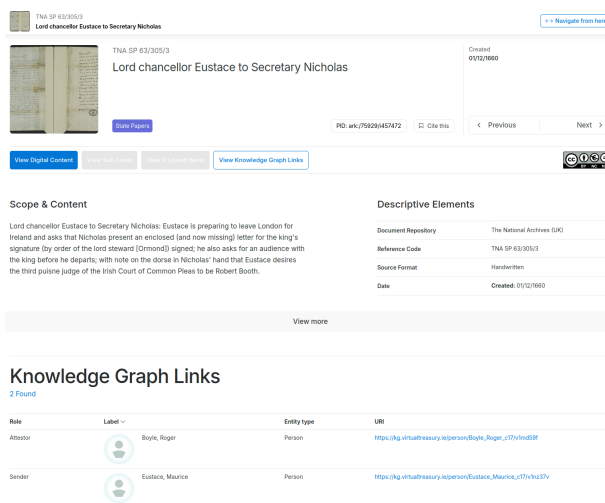 TNA SP 63/305/3
Lord chancellor Eustace to Secretary Nicholas
Navigate from here
TNA SP 63/305/3
Lord chancellor Eustace to Secretary Nicholas
State Papers
PID: ark:/75929/i457472
Cite this
Created
01/12/1660
Previous
Next
View Digital Content
View Knowledge Graph Links
BY NC
Scope & Content
Lord chancellor Eustace to Secretary Nicholas: Eustace is preparing to leave London for
Ireland and asks that Nicholas present an enclosed (and now missing) letter for the king's
signature (by order of the lord steward [Ormond]) signed; he also asks for an audience with
the king before he departs; with note on the dorse in Nicholas' hand that Eustace desires
the third puisne judge of the Irish Court of Common Pleas to be Robert Booth.
Descriptive Elements
Document Repository The National Archives (UK)
Reference Code TNA SP 63/305/3
Source Format Handwritten
Date Created: 01/12/1660
View more
Knowledge Graph Links
2 Found
Role Label Entity type URI
Attestor Boyle, Roger Person https://kg.virtualtreasury.ie/person/Boyle_Roger_c17/v1md59f
Sender Eustace, Maurice Person https://kg.virtualtreasury.ie/person/Eustace_Maurice_c17/v1nz37v